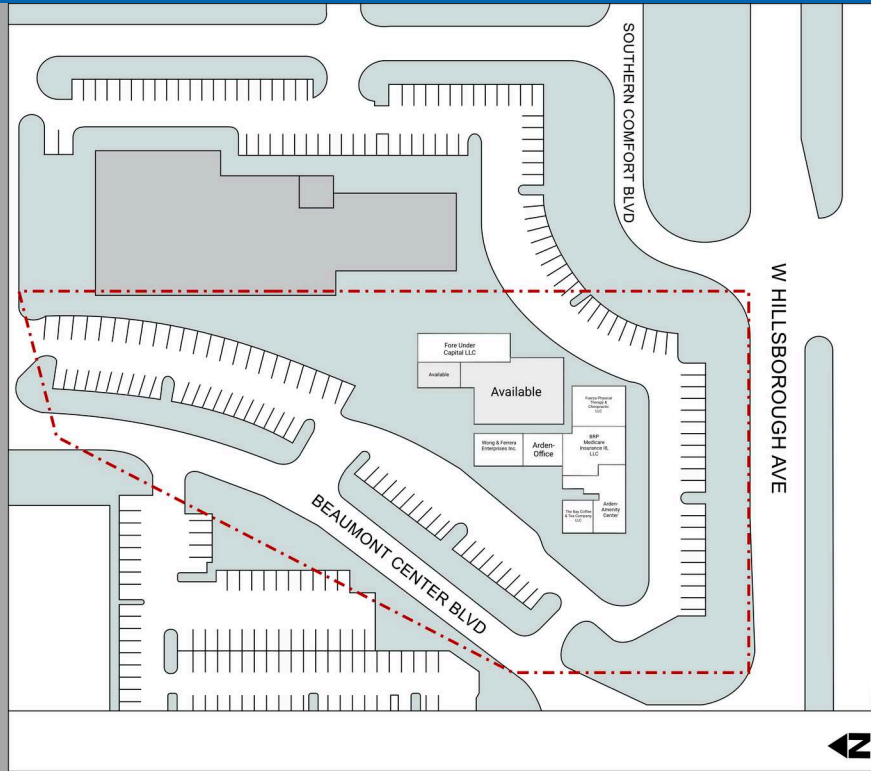 SOUTHERN COMFORT BLVD
W HILLSBOROUGH AVE
Fore Under
Capital LLC
Available
Available
Physical
Therapy &
Chiropractic
LLC
Wong & Ferrera
Enterprises Inc.
Arden-
Office
BRP
Medicare
Insurance III,
LLC
The Bay Coffee
& Tea Company
LLC
Arden-
Amenity
Center
BEAUMONT CENTER BLVD
N